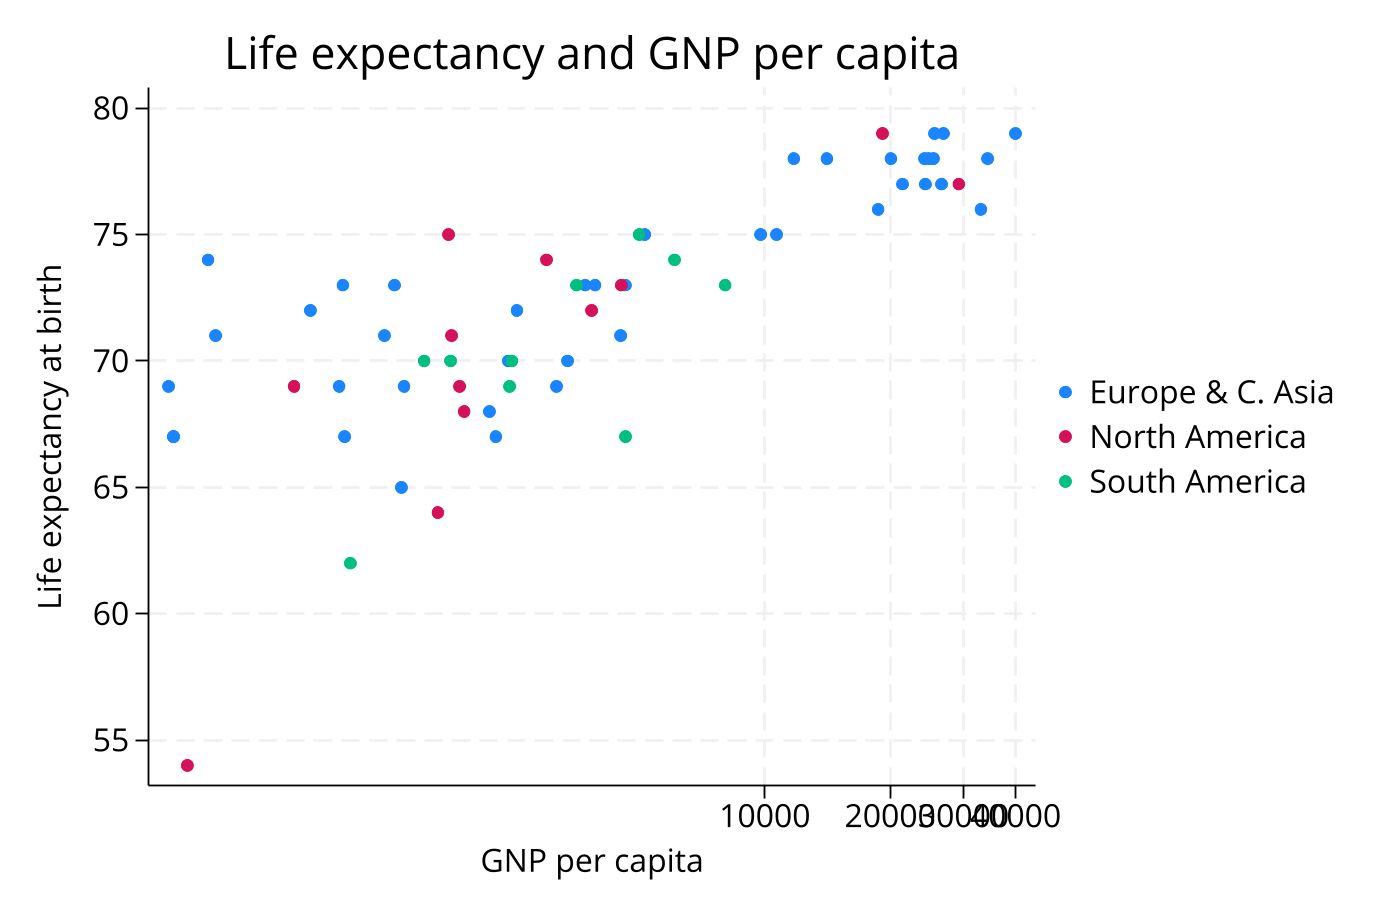 Life expectancy and GNP per capita
Life expectancy at birth
80
75
70
65
60
55
10000
20000
30000
40000
GNP per capita
Europe & C. Asia
North America
South America